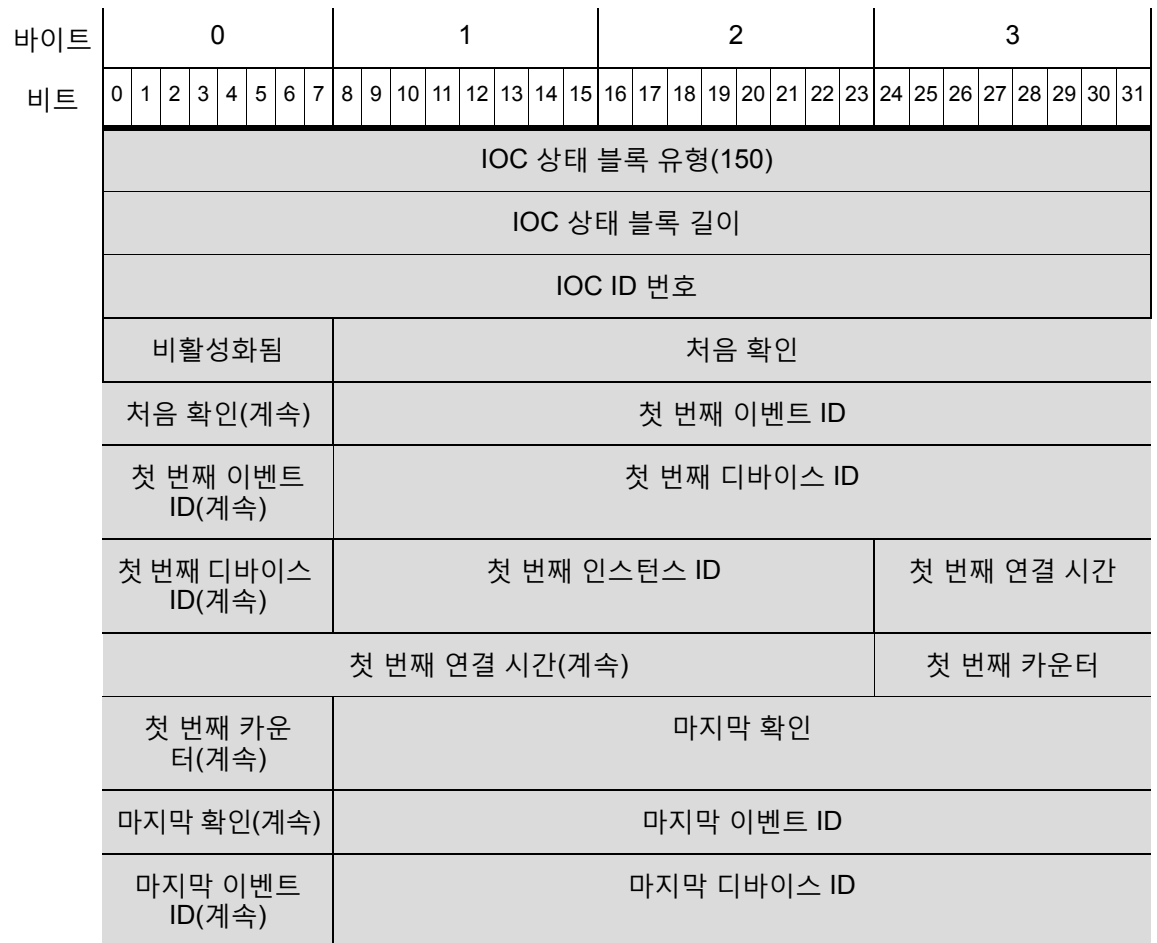 바이트 0 1 2 3
비트 0 1 2 3 4 5 6 7 8 9 10 11 12 13 14 15 16 17 18 19 20 21 22 23 24 25 26 27 28 29 30 31
IOC 상태 블록 유형(150)
IOC 상태 블록 길이
IOC ID 번호
비활성화됨 처음 확인
처음 확인(계속) 첫 번째 이벤트 ID
첫 번째 이벤트 첫 번째 디바이스 ID
ID(계속)
첫 번째 디바이스 첫 번째 인스턴스 ID 첫 번째 연결 시간
ID(계속)
첫 번째 연결 시간(계속) 첫 번째 카운터
첫 번째 카운 마지막 확인
터(계속)
마지막 확인(계속) 마지막 이벤트 ID
마지막 이벤트 마지막 디바이스 ID
ID(계속)